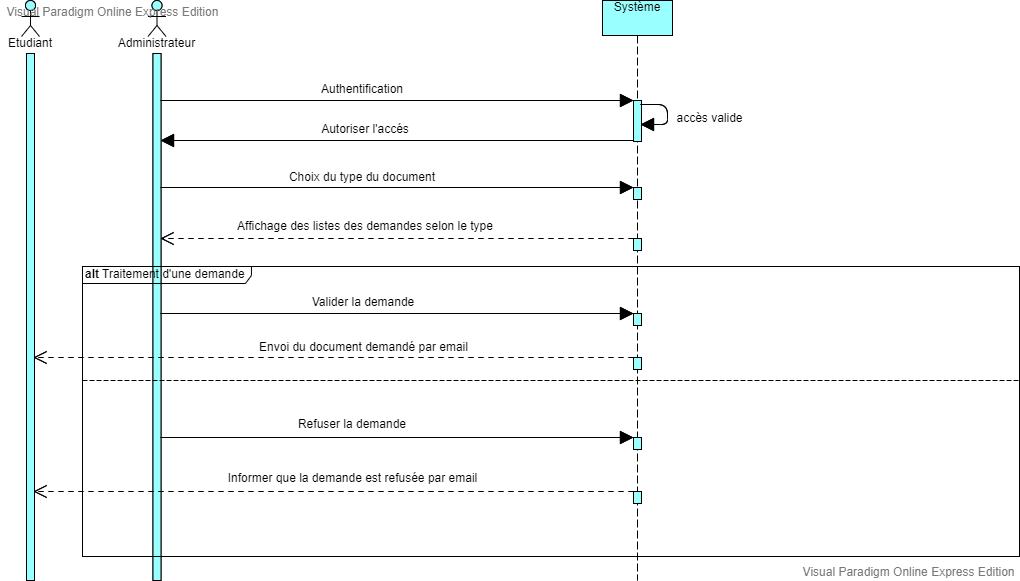 Visual Paradigm Online Express Edition
Système
Etudiant
Administrateur
Authentification
accès valide
Autoriser l'accés
Choix du type du document
Affichage des listes des demandes selon le type
alt Traitement d'une demande
Valider la demande
Envoi du document demandé par email
Refuser la demande
Informer que la demande est refusée par email
Visual Paradigm Online Express Edition